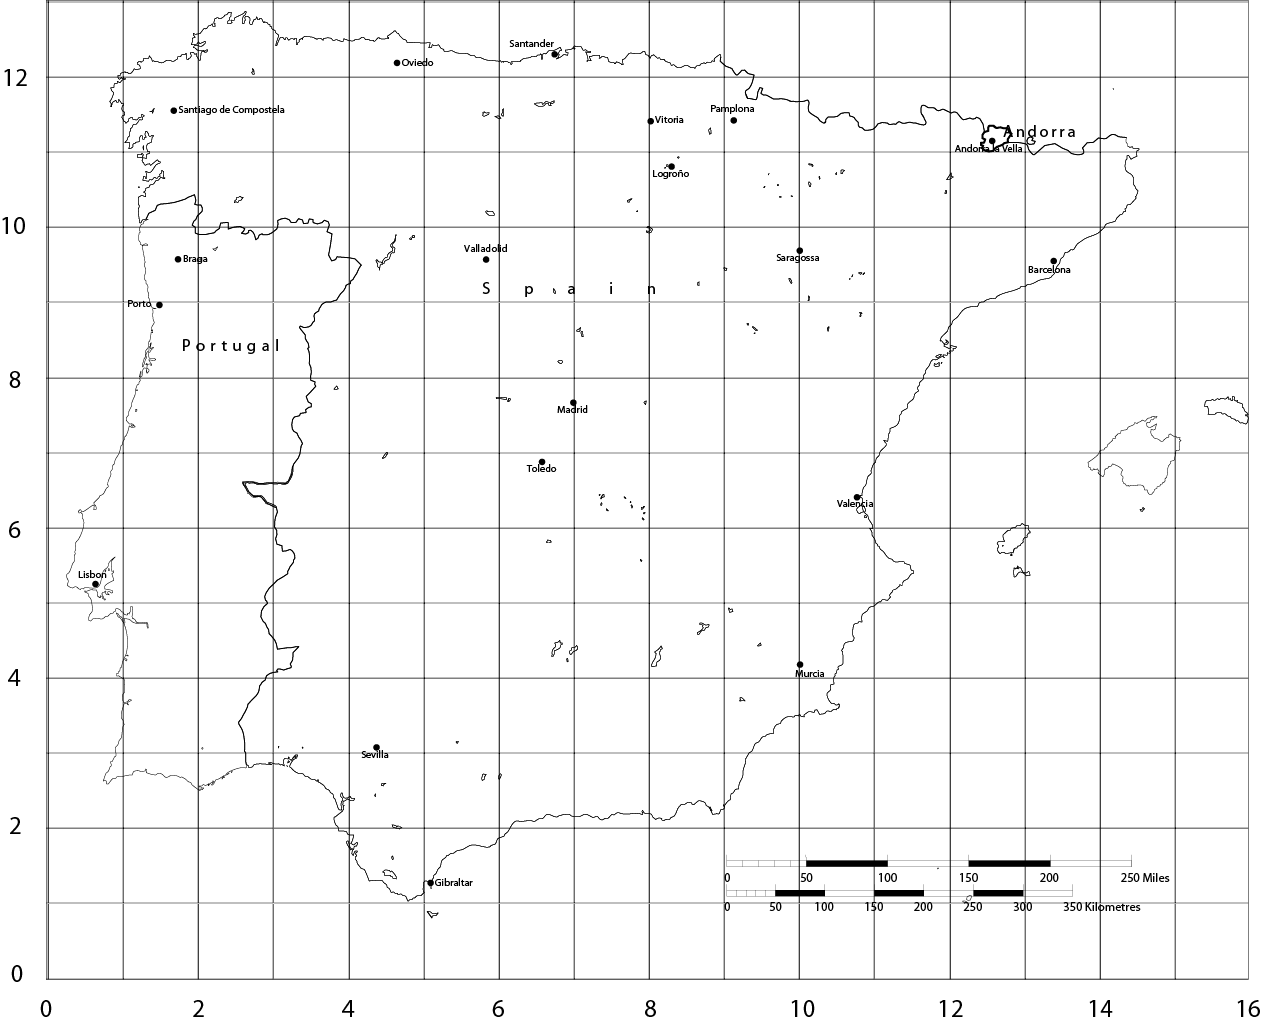 Santander
Oviedo
12
Santiago de Compostela
Pamplona
Vitoria
Andorra
Andorra la Vella
Logroño
10
Valladolid
Braga
Saragossa
Barcelona
Spain
Porto
Portugal
8
Madrid
Toledo
Valencia
6
Lisbon
4
Murcia
Sevilla
2
0 50 100 150 200 250 Miles
Gibraltar
0 50 100 150 200 250 300 350 Kilometres
0
0 2 4 6 8 10 12 14 16